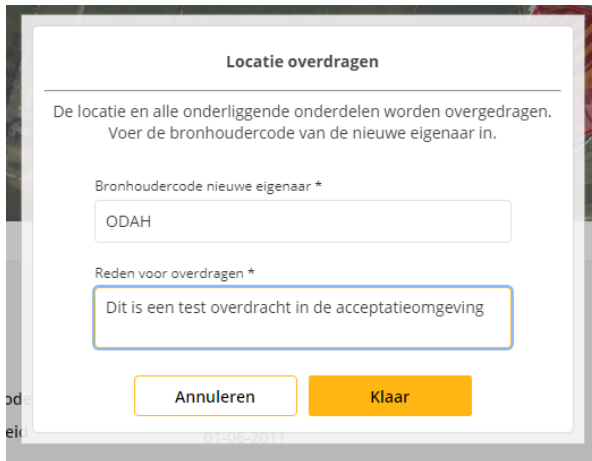 Locatie overdragen
De locatie en alle onderliggende onderdelen worden overgedragen.
Voer de bronhoudercode van de nieuwe eigenaar in.
Bronhoudercode nieuwe eigenaar *
ODAH
Reden voor overdragen *
Dit is een test overdracht in de acceptatieomgeving
Annuleren
Klaar
ode
eid
01-06-2011